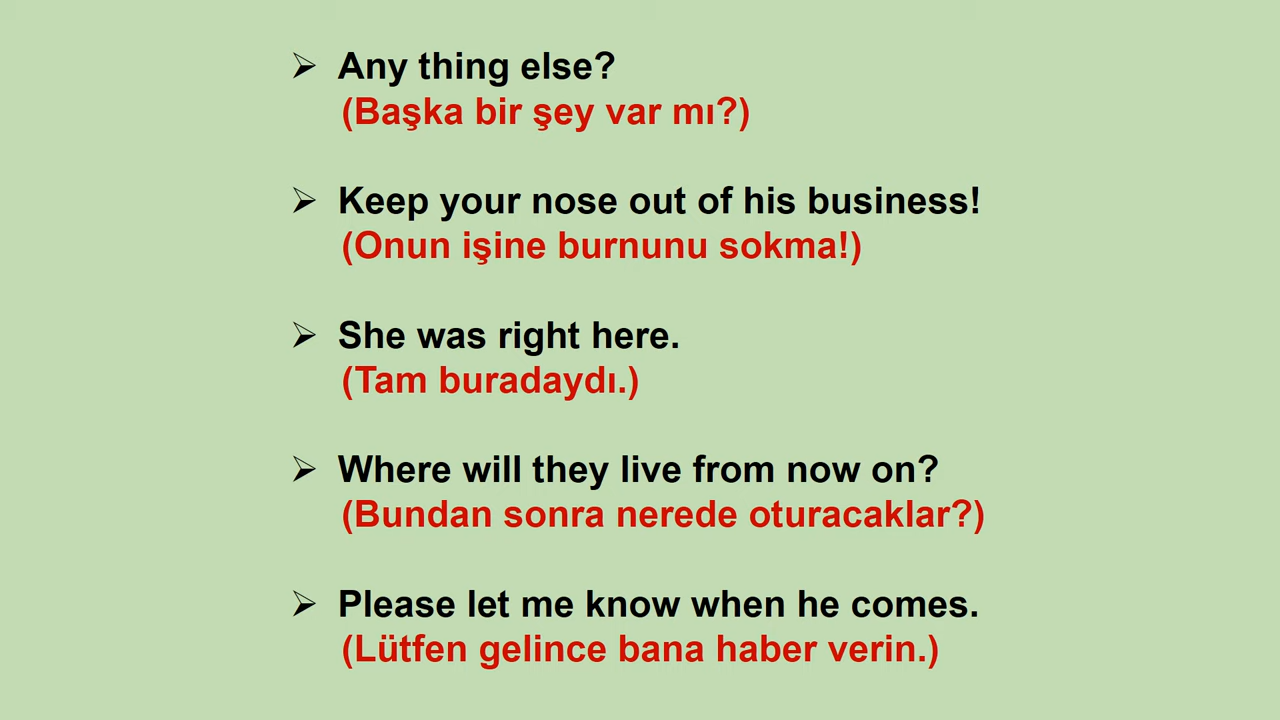 ➢ Any thing else?
(Başka bir şey var mı?)
➢ Keep your nose out of his business!
(Onun işine burnunu sokma!)
➢ She was right here.
(Tam buradaydı.)
➢ Where will they live from now on?
(Bundan sonra nerede oturacaklar?)
➢ Please let me know when he comes.
(Lütfen gelince bana haber verin.)